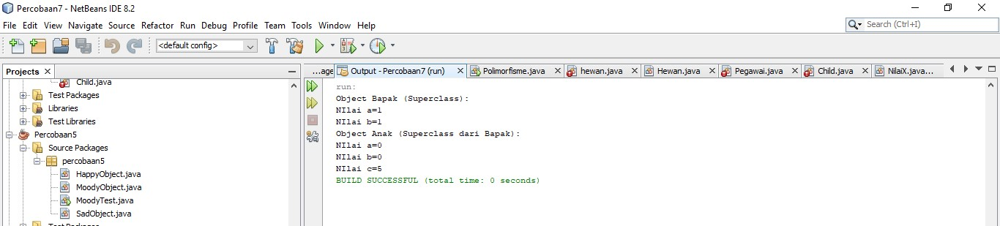 Percobaan7 - NetBeans IDE 8.2
File Edit View Navigate Source Refactor Run Debug Profile Team Tools Window Help
Search (Ctrl+I)
<default config>
Projects
Child.java
Test Packages
Libraries
Test Libraries
Percobaan5
Source Packages
percobaan5
HappyObject.java
MoodyObject.java
MoodyTest.java
SadObject.java
Test Packages
...age Output - Percobaan7 (run) Polimorfisme.java hewan.java Hewan.java Pegawai.java Child.java NilaiX.java...
run:
Object Bapak (Superclass):
NIlai a=1
NIlai b=1
Object Anak (Superclass dari Bapak):
NIlai a=0
NIlai b=0
NIlai c=5
BUILD SUCCESSFUL (total time: 0 seconds)